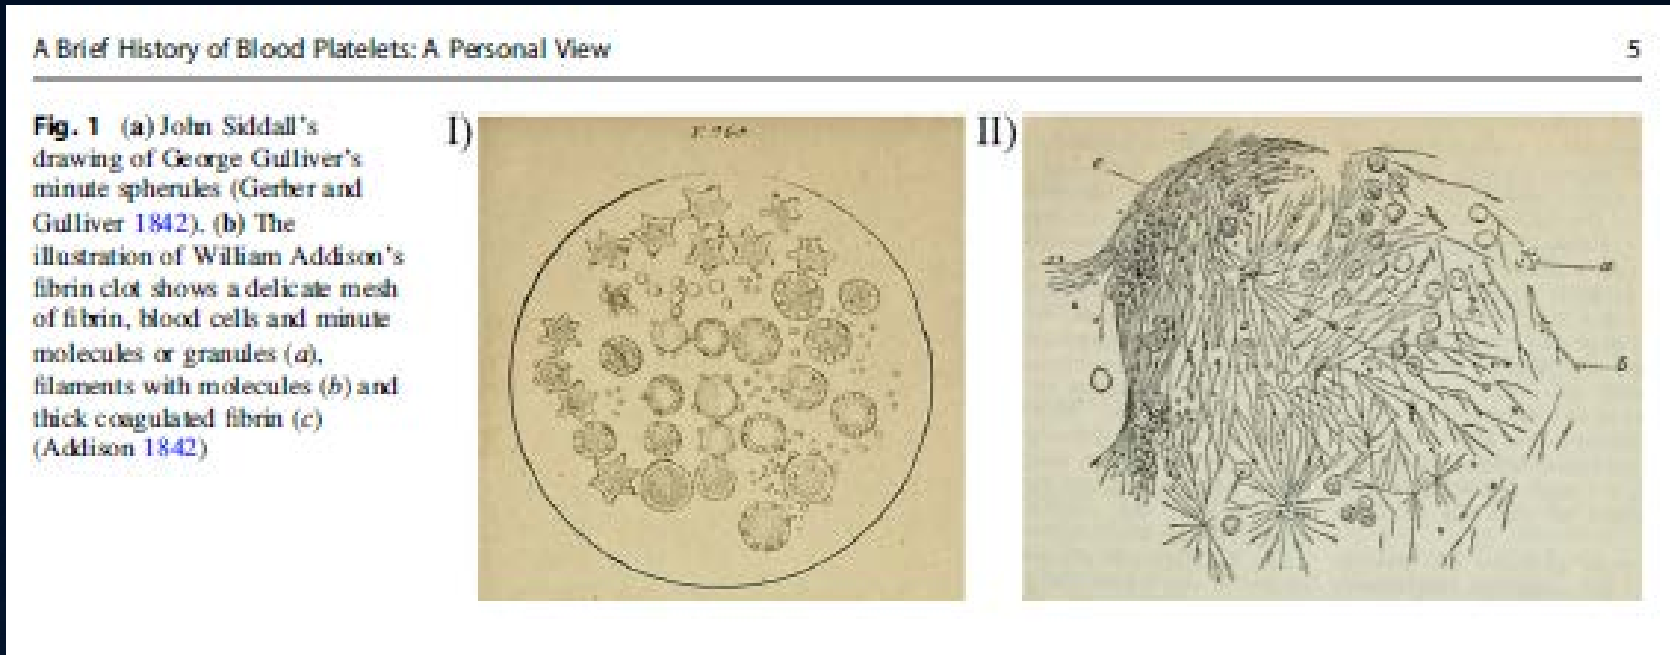 A Brief History of Blood Platelets: A Personal View
5
Fig. 1 (a) John Siddall's
drawing of George Gulliver's
minute spherules (Gerber and
Gulliver 1842). (b) The
illustration of William Addison's
fibrin clot shows a delicate mesh
of fibrin, blood cells and minute
molecules or granules (a),
filaments with molecules (b) and
thick coagulated fibrin (c)
(Addison 1842)
I)
II)
c
a
b